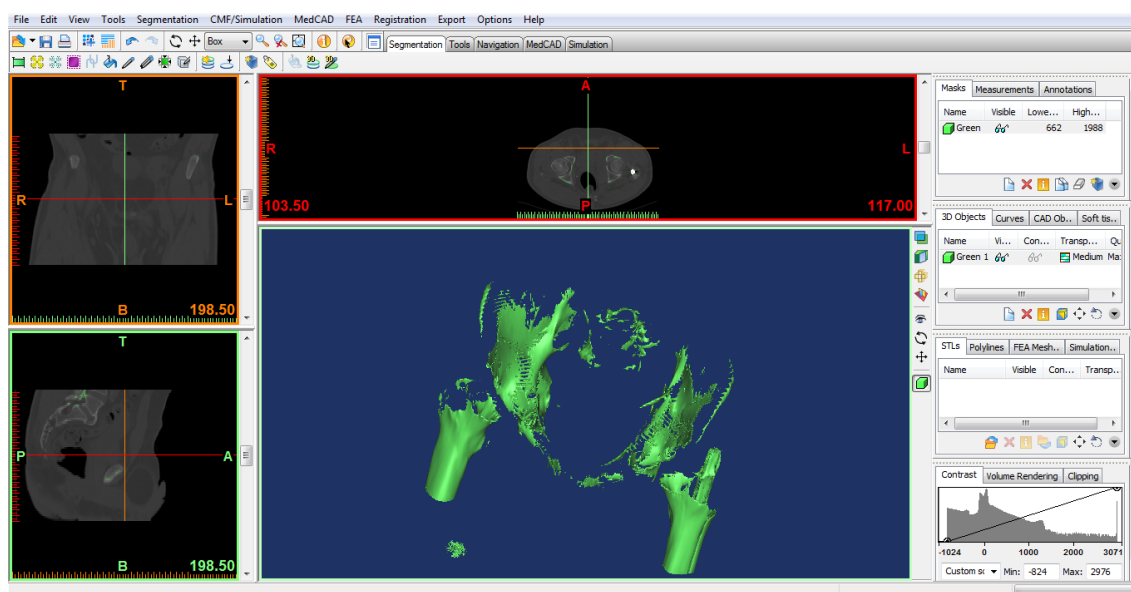 File Edit View Tools Segmentation CMF/Simulation MedCAD FEA Registration Export Options Help
Box
Segmentation Tools Navigation MedCAD Simulation
T
R
L
B
198.50
A
R
L
P
103.50
117.00
T
P
A
B
198.50
Masks Measurements Annotations
Name Visible Lowe... High...
Green 662 1988
3D Objects Curves CAD Ob.. Soft tis..
Name Vi... Con... Transp... Qu
Green 1 Medium Ma:
STLs Polylines FEA Mesh.. Simulation..
Name Visible Con... Transp..
Contrast Volume Rendering Clipping
-1024 0 1000 2000 3071
Custom sc Min: -824 Max: 2976